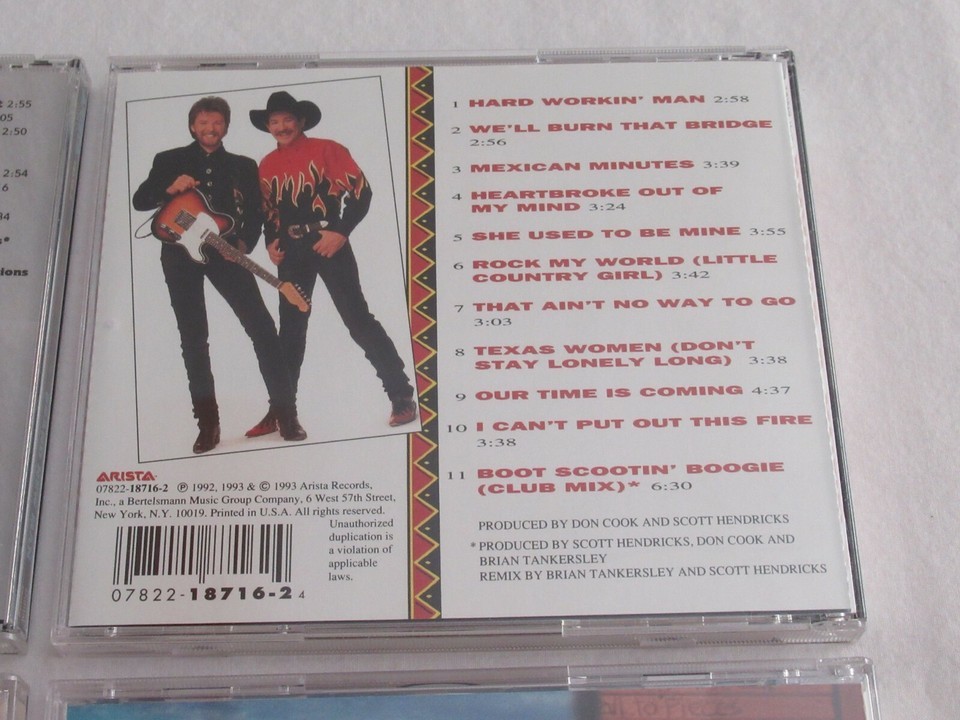 2:55
05
2:50
2:54
6
84
ions
1 HARD WORKIN' MAN 2:58
2 WE'LL BURN THAT BRIDGE
2:56
3 MEXICAN MINUTES 3:39
4 HEARTBROKE OUT OF
MY MIND 3:24
5 SHE USED TO BE MINE 3:55
6 ROCK MY WORLD (LITTLE
COUNTRY GIRL) 3:42
7 THAT AIN'T NO WAY TO GO
3:03
8 TEXAS WOMEN (DON'T
STAY LONELY LONG) 3:38
9 OUR TIME IS COMING 4:37
10 I CAN'T PUT OUT THIS FIRE
3:38
11 BOOT SCOOTIN' BOOGIE
(CLUB MIX)* 6:30
PRODUCED BY DON COOK AND SCOTT HENDRICKS
* PRODUCED BY SCOTT HENDRICKS, DON COOK AND
BRIAN TANKERSLEY
REMIX BY BRIAN TANKERSLEY AND SCOTT HENDRICKS
ARISTA
07822-18716-2 ℗ 1992, 1993 & © 1993 Arista Records,
Inc., a Bertelsmann Music Group Company, 6 West 57th Street,
New York, N.Y. 10019. Printed in U.S.A. All rights reserved.
Unauthorized
duplication is
a violation of
applicable
laws.
07822-18716-2 4
to Pieces